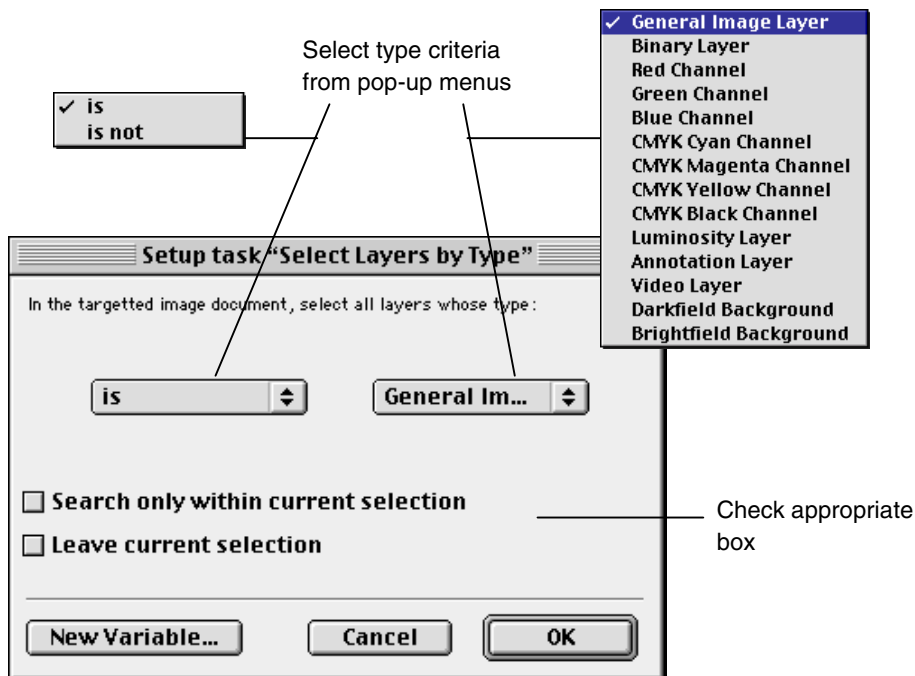 Select type criteria
from pop-up menus
✓ is
is not
✓ General Image Layer
Binary Layer
Red Channel
Green Channel
Blue Channel
CMYK Cyan Channel
CMYK Magenta Channel
CMYK Yellow Channel
CMYK Black Channel
Luminosity Layer
Annotation Layer
Video Layer
Darkfield Background
Brightfield Background
Setup task “Select Layers by Type”
In the targetted image document, select all layers whose type:
is
General Im...
Search only within current selection
Leave current selection
Check appropriate
box
New Variable...
Cancel
OK